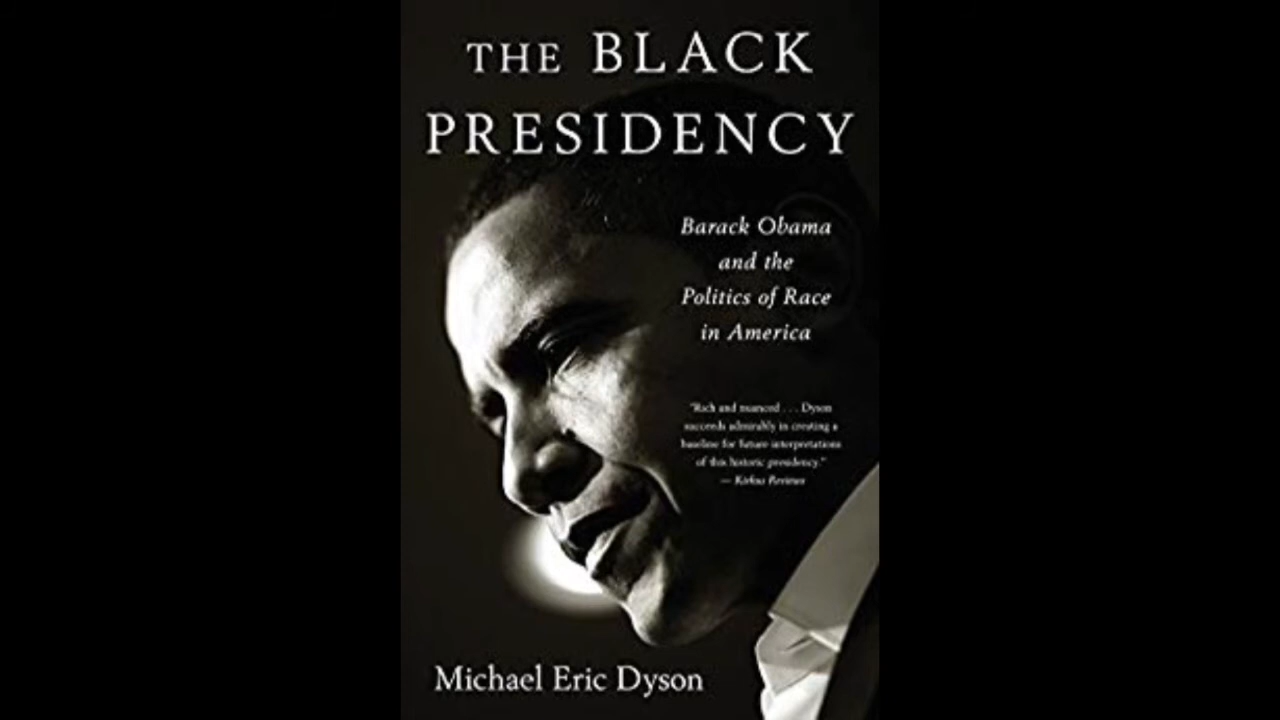 THE BLACK
PRESIDENCY
Barack Obama
and the
Politics of Race
in America
"Rich and nuanced . . . Dyson
succeeds admirably in creating a
baseline for future interpretations
of this historic presidency."
— Kirkus Reviews
Michael Eric Dyson